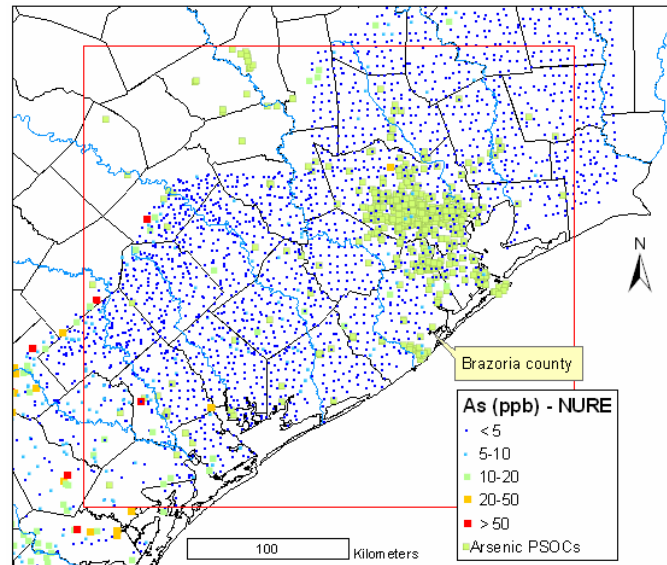 N
Brazoria county
As (ppb) - NURE
<5
5-10
10-20
20-50
>50
Arsenic PSOCs
100
Kilometers